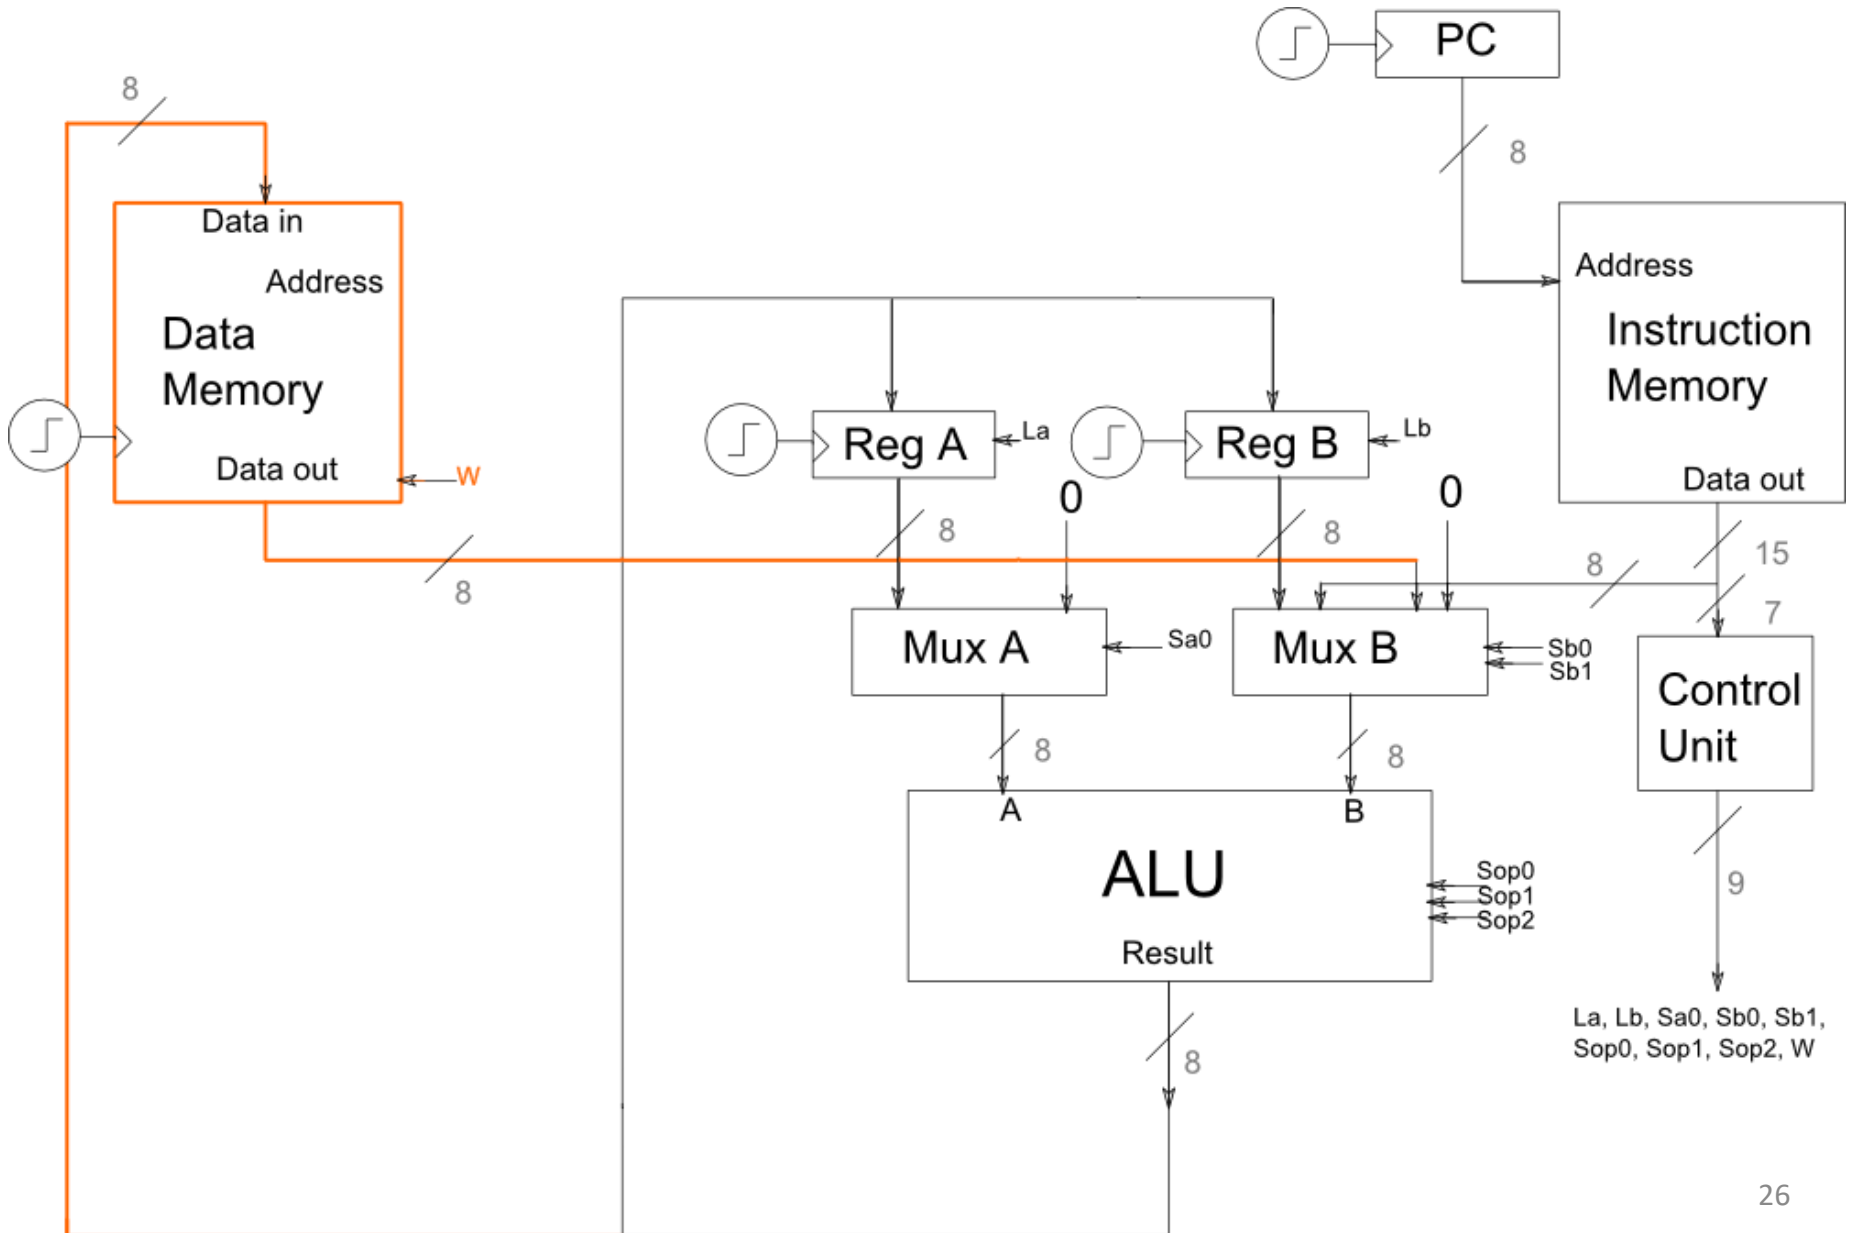 PC
8
8
Data in
Address
Data
Memory
Data out
W
8
Address
Instruction
Memory
Data out
Reg A
La
Reg B
Lb
0
0
8
8
15
8
7
Mux A
Sa0
Mux B
Sb0
Sb1
Control
Unit
8
8
A
B
ALU
Sop0
Sop1
Sop2
Result
9
8
La, Lb, Sa0, Sb0, Sb1,
Sop0, Sop1, Sop2, W
26